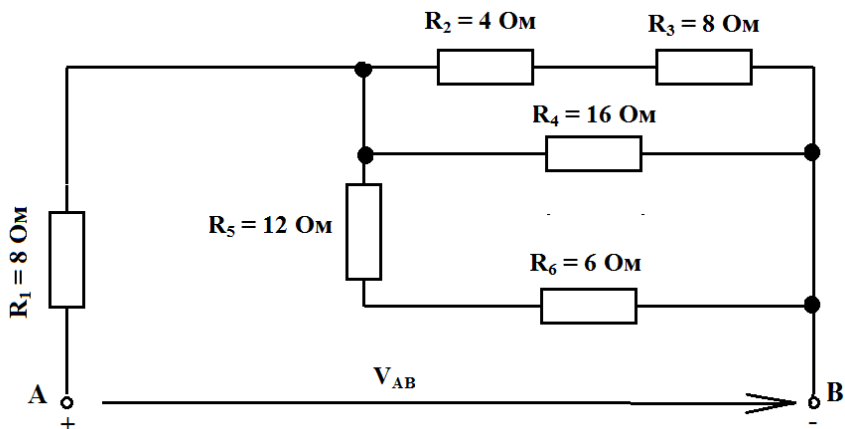 R₂ = 4 Ом
R₃ = 8 Ом
R₄ = 16 Ом
R₅ = 12 Ом
R₆ = 6 Ом
R₁ = 8 Ом
V_AB
A
B
+
-